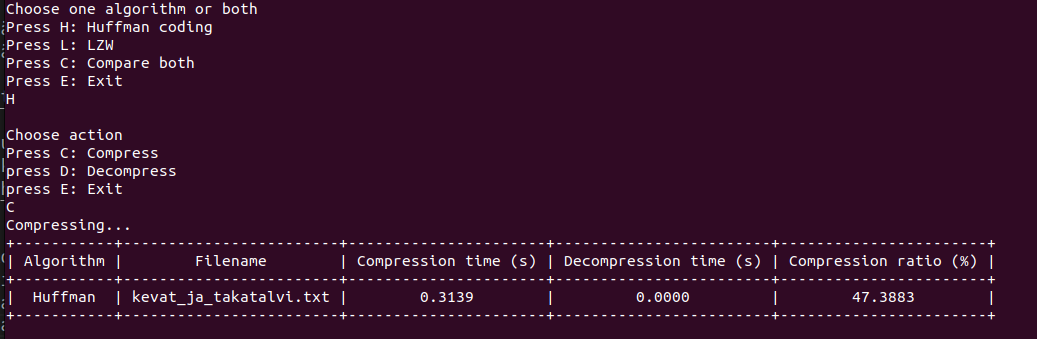 Choose one algorithm or both
Press H: Huffman coding
Press L: LZW
Press C: Compare both
Press E: Exit
H
Choose action
Press C: Compress
press D: Decompress
press E: Exit
C
Compressing...
+-----------+------------------------+----------------------+------------------------+-----------------------+
| Algorithm |        Filename        | Compression time (s) | Decompression time (s) | Compression ratio (%) |
+-----------+------------------------+----------------------+------------------------+-----------------------+
|  Huffman  | kevat_ja_takatalvi.txt |        0.3139        |         0.0000         |        47.3883        |
+-----------+------------------------+----------------------+------------------------+-----------------------+